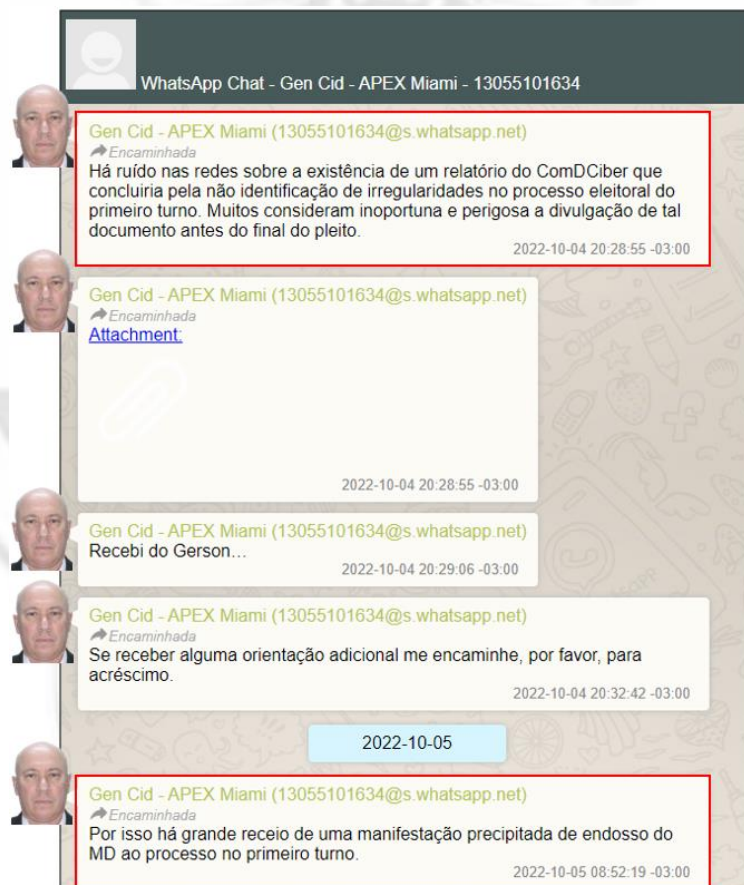 WhatsApp Chat - Gen Cid - APEX Miami - 13055101634
Gen Cid - APEX Miami (13055101634@s.whatsapp.net)
Encaminhada
Há ruído nas redes sobre a existência de um relatório do ComDCiber que
concluiria pela não identificação de irregularidades no processo eleitoral do
primeiro turno. Muitos consideram inoportuna e perigosa a divulgação de tal
documento antes do final do pleito.
2022-10-04 20:28:55 -03:00
Gen Cid - APEX Miami (13055101634@s.whatsapp.net)
Encaminhada
Attachment:
2022-10-04 20:28:55 -03:00
Gen Cid - APEX Miami (13055101634@s.whatsapp.net)
Recebi do Gerson…
2022-10-04 20:29:06 -03:00
Gen Cid - APEX Miami (13055101634@s.whatsapp.net)
Encaminhada
Se receber alguma orientação adicional me encaminhe, por favor, para
acréscimo.
2022-10-04 20:32:42 -03:00
2022-10-05
Gen Cid - APEX Miami (13055101634@s.whatsapp.net)
Encaminhada
Por isso há grande receio de uma manifestação precipitada de endosso do
MD ao processo no primeiro turno.
2022-10-05 08:52:19 -03:00